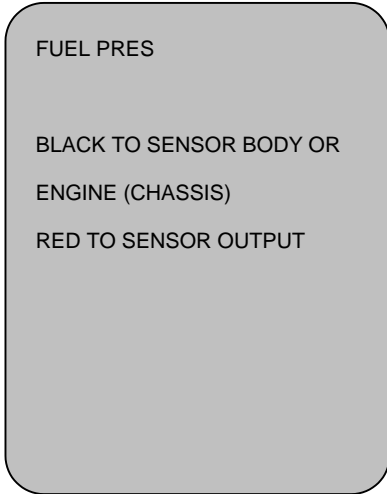 FUEL PRES
BLACK TO SENSOR BODY OR
ENGINE (CHASSIS)
RED TO SENSOR OUTPUT